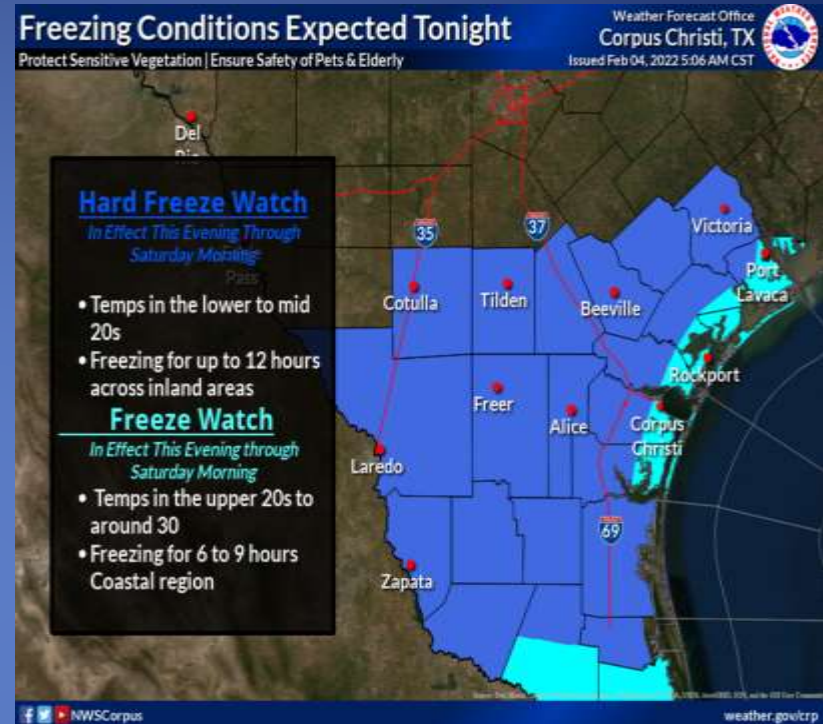 Freezing Conditions Expected Tonight
Protect Sensitive Vegetation | Ensure Safety of Pets & Elderly
Weather Forecast Office
Corpus Christi, TX
Issued Feb 04, 2022 5:06 AM CST
Del
Hard Freeze Watch
In Effect This Evening Through
Saturday Morning
Pass
• Temps in the lower to mid
20s
• Freezing for up to 12 hours
across inland areas
Freeze Watch
In Effect This Evening through
Saturday Morning
• Temps in the upper 20s to
around 30
• Freezing for 6 to 9 hours
Coastal region
35
37
Victoria
Port
Lavaca
Cotulla
Tilden
Beeville
Rockport
Freer
Alice
Corpus
Christi
Laredo
69
Zapata
NWSCorpus
weather.gov/crp